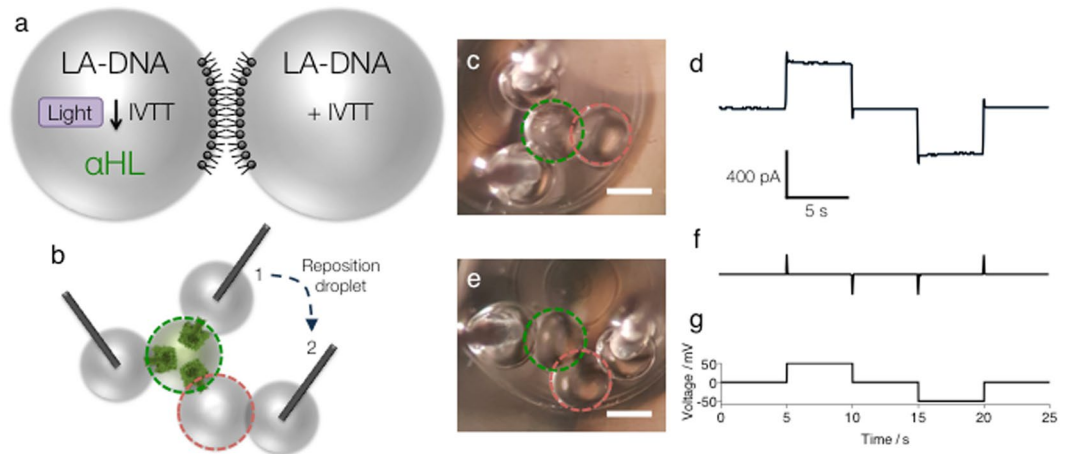 a
LA-DNA
Light
IVTT
αHL
LA-DNA
+ IVTT
b
1
Reposition
droplet
2
c
d
400 pA
5 s
e
f
g
Voltage / mV
50
0
-50
0 5 10 15 20 25
Time / s